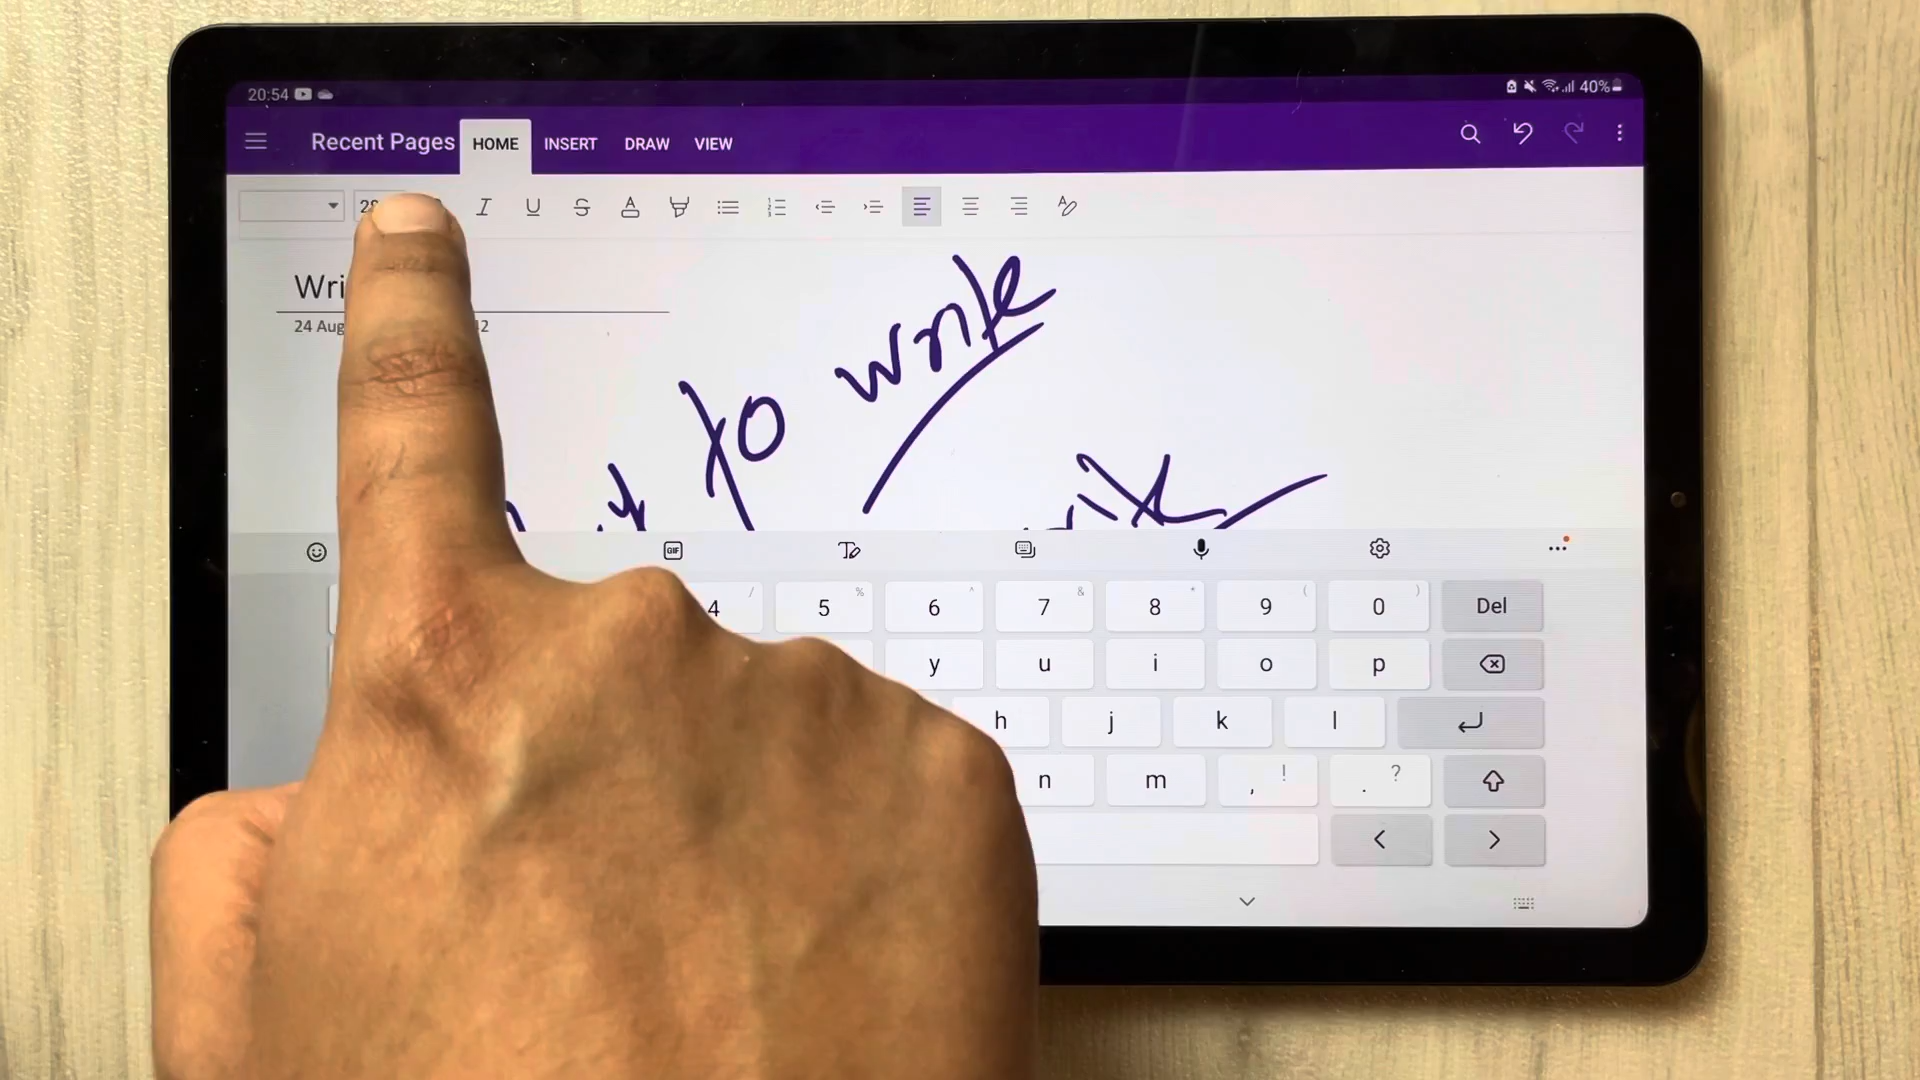 20:54 40%
Recent Pages HOME INSERT DRAW VIEW
Wri
24 Aug
to write
GIF
4 / 5 % 6 ^ 7 & 8 * 9 ( 0 ) Del
y u i o p
h j k l
n m , ! . ?
< >